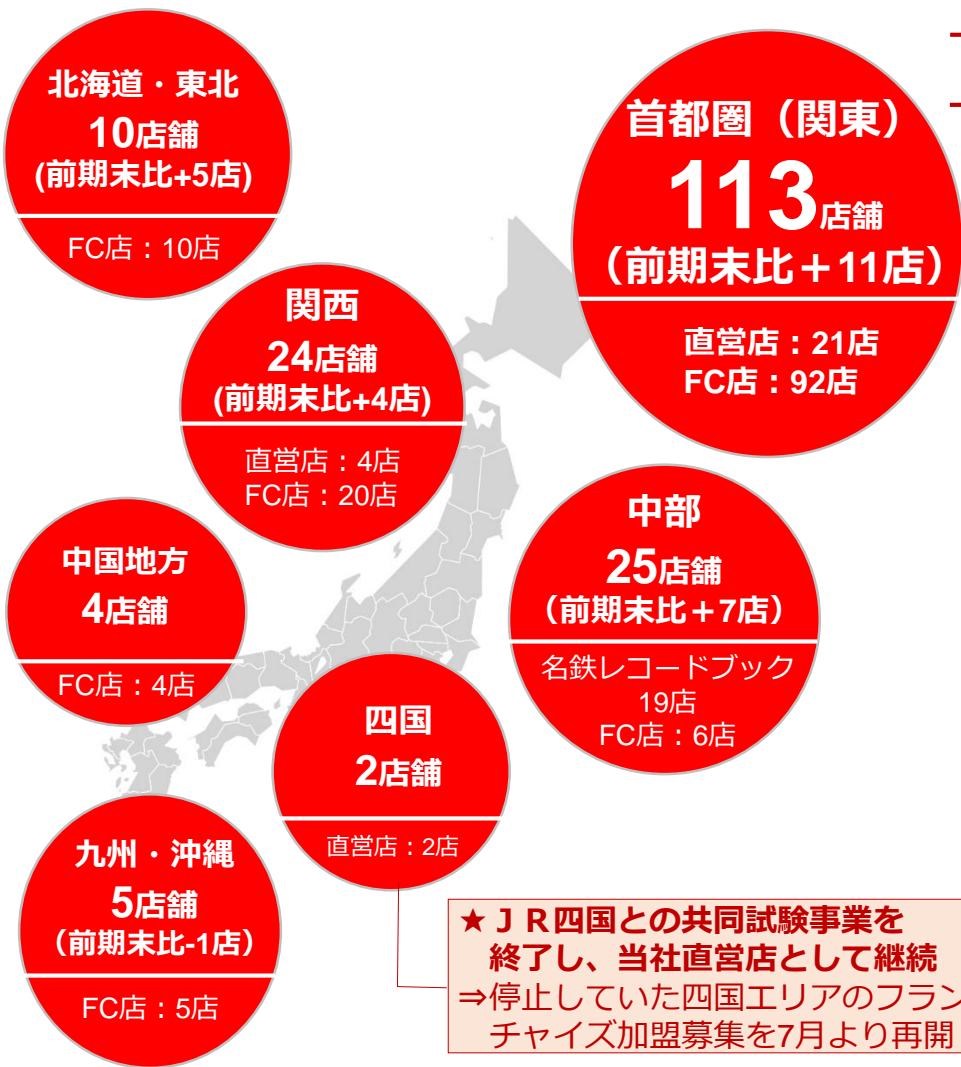 北海道・東北
10店舗
(前期末比+5店)
FC店：10店
首都圏（関東）
113店舗
（前期末比＋11店）
直営店：21店
FC店：92店
関西
24店舗
(前期末比+4店)
直営店：4店
FC店：20店
中部
25店舗
（前期末比＋7店）
名鉄レコードブック
19店
FC店：6店
中国地方
4店舗
FC店：4店
四国
2店舗
直営店：2店
九州・沖縄
5店舗
（前期末比-1店）
FC店：5店
★ＪＲ四国との共同試験事業を
終了し、当社直営店として継続
⇒停止していた四国エリアのフラン
チャイズ加盟募集を7月より再開